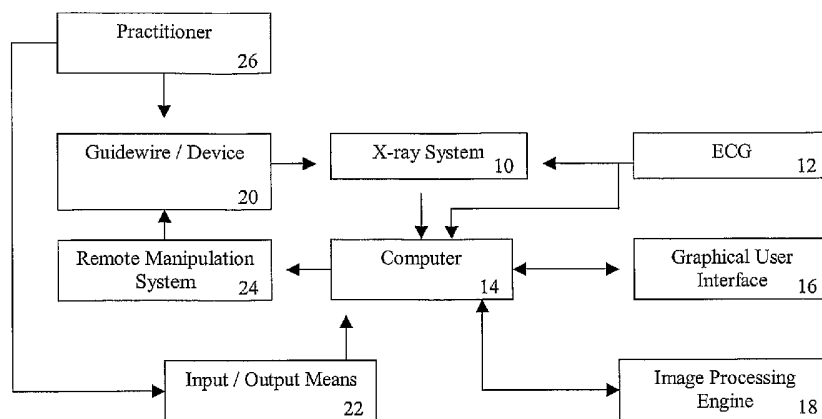 Practitioner
26
Guidewire / Device
20
X-ray System
10
ECG
12
Remote Manipulation
System
24
Computer
14
Graphical User
Interface
16
Input / Output Means
22
Image Processing
Engine
18